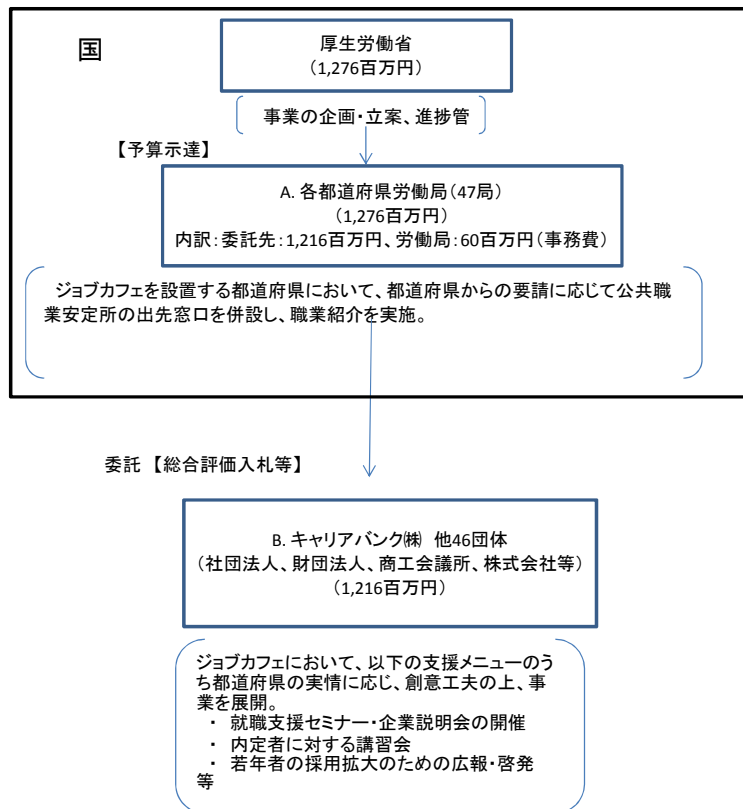 国
厚生労働省
（1,276百万円）
事業の企画・立案、進捗管
【予算示達】
A. 各都道府県労働局（47局）
（1,276百万円）
内訳：委託先：1,216百万円、労働局：60百万円（事務費）
ジョブカフェを設置する都道府県において、都道府県からの要請に応じて公共職
業安定所の出先窓口を併設し、職業紹介を実施。
委託 【総合評価入札等】
B. キャリアバンク㈱ 他46団体
（社団法人、財団法人、商工会議所、株式会社等）
（1,216百万円）
ジョブカフェにおいて、以下の支援メニューのう
ち都道府県の実情に応じ、創意工夫の上、事
業を展開。
・ 就職支援セミナー・企業説明会の開催
・ 内定者に対する講習会
・ 若年者の採用拡大のための広報・啓発
等